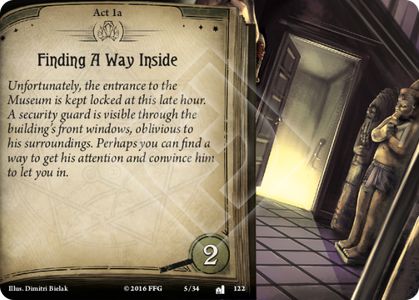 Act 1a
Finding A Way Inside
Unfortunately, the entrance to the
Museum is kept locked at this late hour.
A security guard is visible through the
building's front windows, oblivious to
his surroundings. Perhaps you can find a
way to get his attention and convince him
to let you in.
2
Illus. Dimitri Bielak
© 2016 FFG
5/34
122